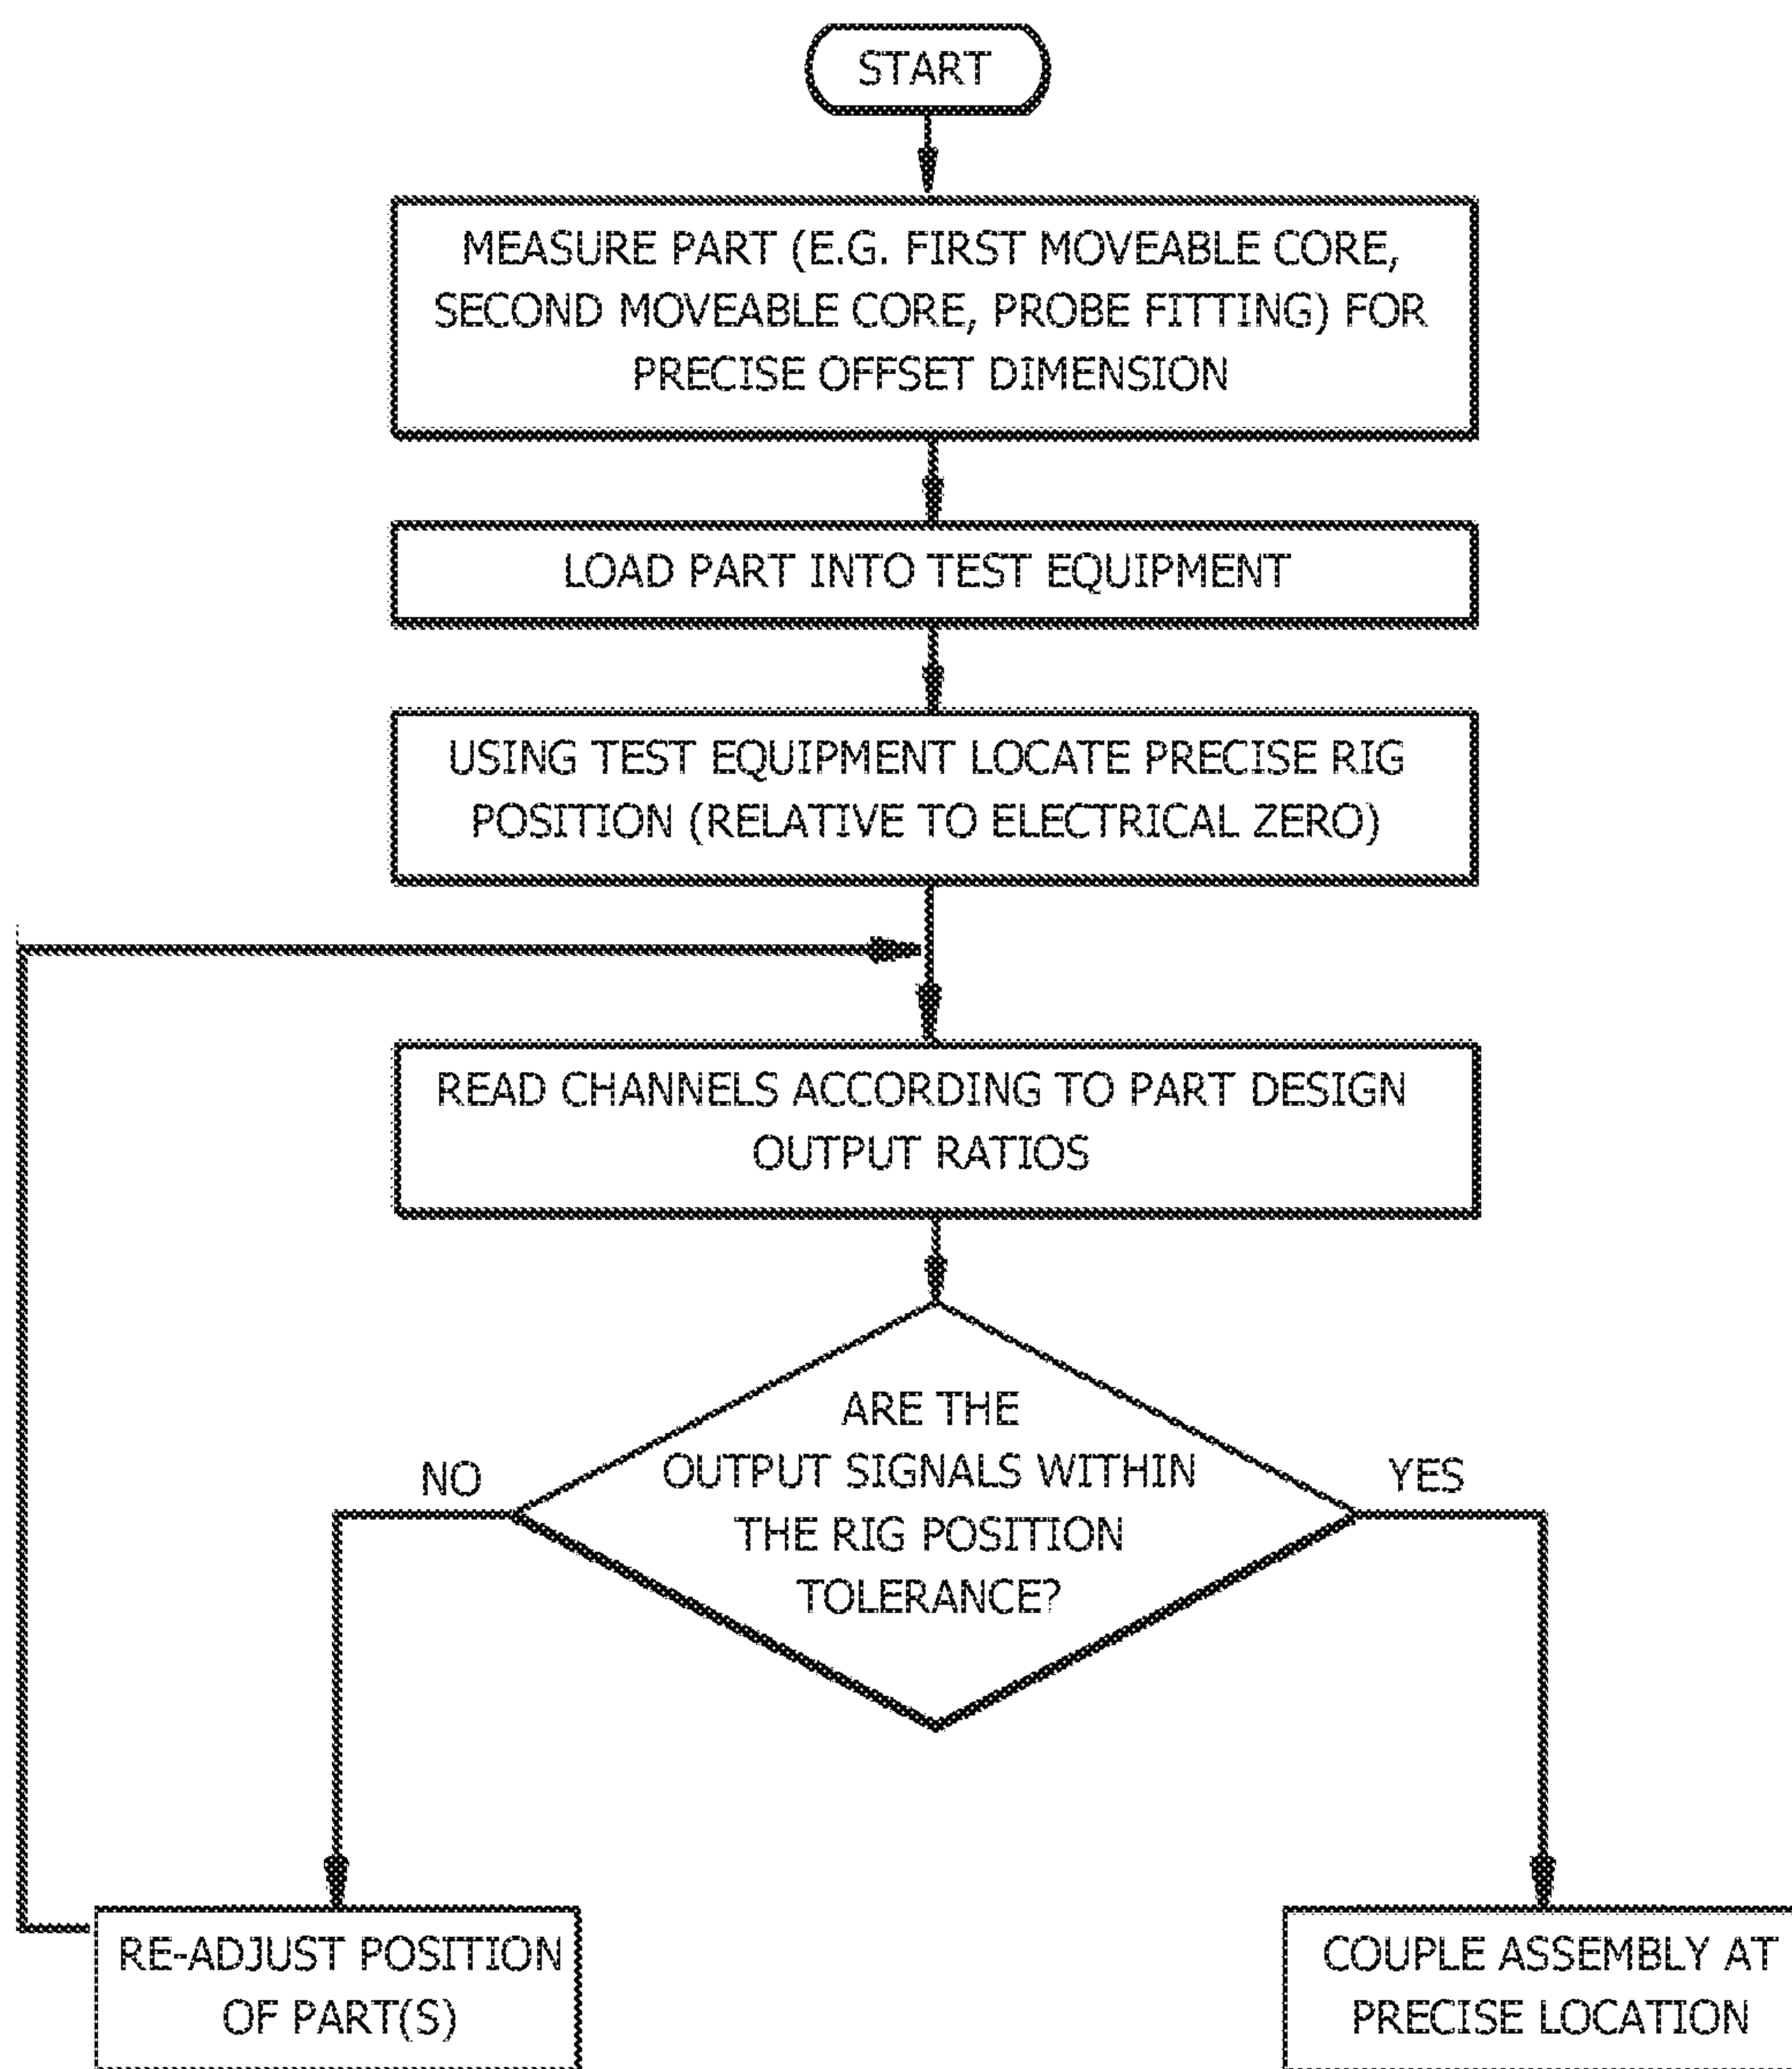 START
MEASURE PART (E.G. FIRST MOVEABLE CORE,
SECOND MOVEABLE CORE, PROBE FITTING) FOR
PRECISE OFFSET DIMENSION
LOAD PART INTO TEST EQUIPMENT
USING TEST EQUIPMENT LOCATE PRECISE RIG
POSITION (RELATIVE TO ELECTRICAL ZERO)
READ CHANNELS ACCORDING TO PART DESIGN
OUTPUT RATIOS
ARE THE
OUTPUT SIGNALS WITHIN
THE RIG POSITION
TOLERANCE?
NO
YES
RE-ADJUST POSITION
OF PART(S)
COUPLE ASSEMBLY AT
PRECISE LOCATION